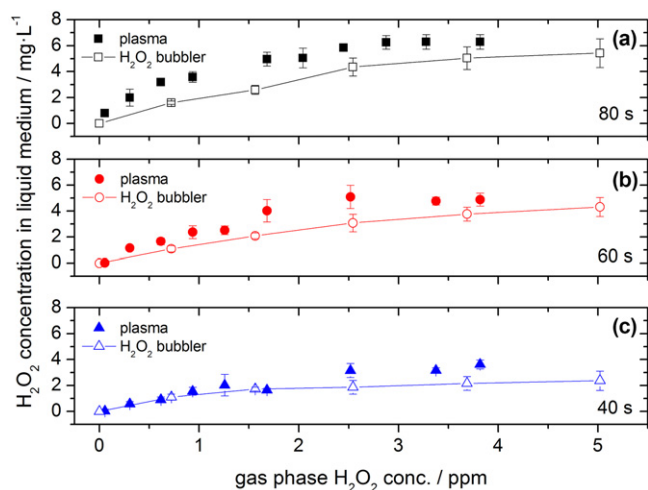 8
6
4
2
0
plasma
H₂O₂ bubbler
(a)
80 s
8
6
4
2
0
plasma
H₂O₂ bubbler
(b)
60 s
8
6
4
2
0
plasma
H₂O₂ bubbler
(c)
40 s
0 1 2 3 4 5
H₂O₂ concentration in liquid medium / mg·L⁻¹
gas phase H₂O₂ conc. / ppm